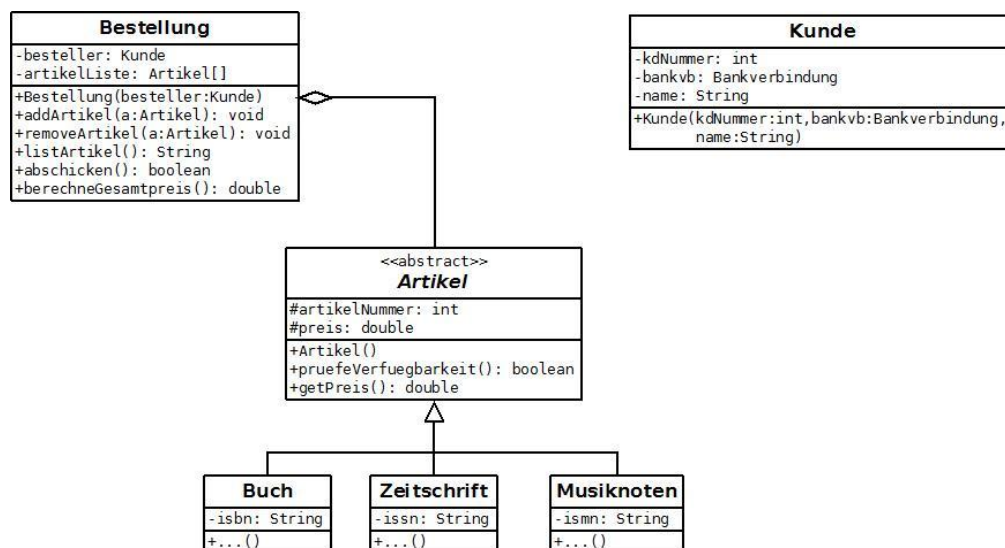 Bestellung
-besteller: Kunde
-artikelListe: Artikel[]
+Bestellung(besteller:Kunde)
+addArtikel(a:Artikel): void
+removeArtikel(a:Artikel): void
+listArtikel(): String
+abschicken(): boolean
+berechneGesamtpreis(): double
Kunde
-kdNummer: int
-bankvb: Bankverbindung
-name: String
+Kunde(kdNummer:int,bankvb:Bankverbindung,
name:String)
<<abstract>>
Artikel
#artikelNummer: int
#preis: double
+Artikel()
+pruefeVerfuegbarkeit(): boolean
+getPreis(): double
Buch
-isbn: String
+...()
Zeitschrift
-issn: String
+...()
Musiknoten
-ismn: String
+...()